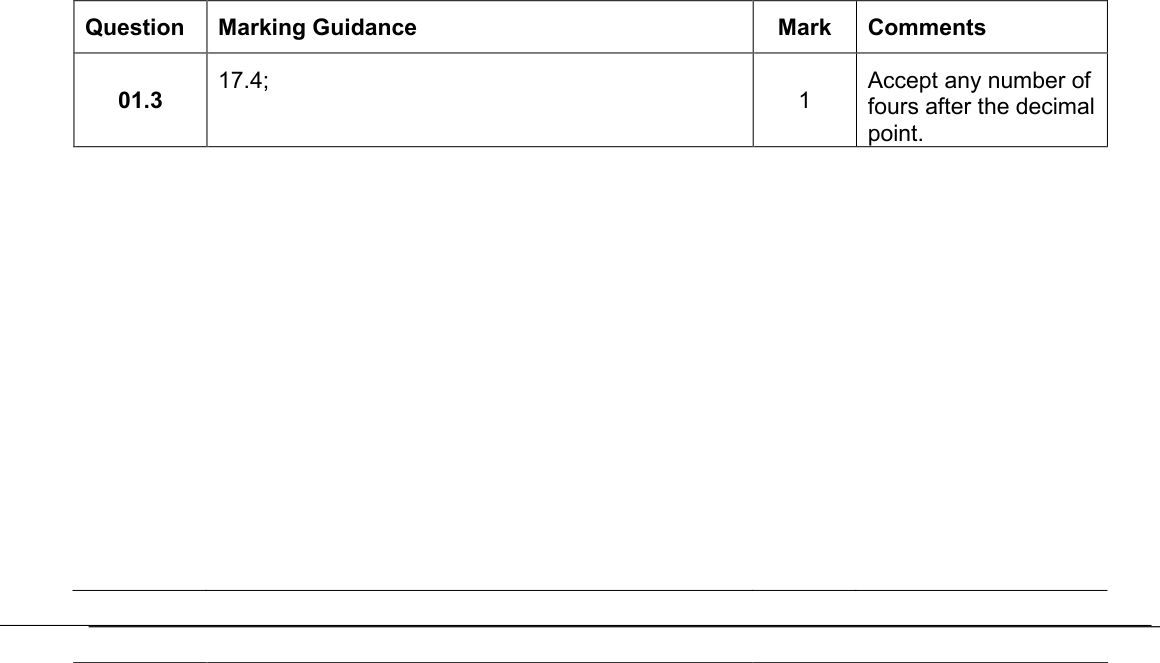 Question Marking Guidance Mark Comments
01.3 17.4; 1 Accept any number of
fours after the decimal
point.